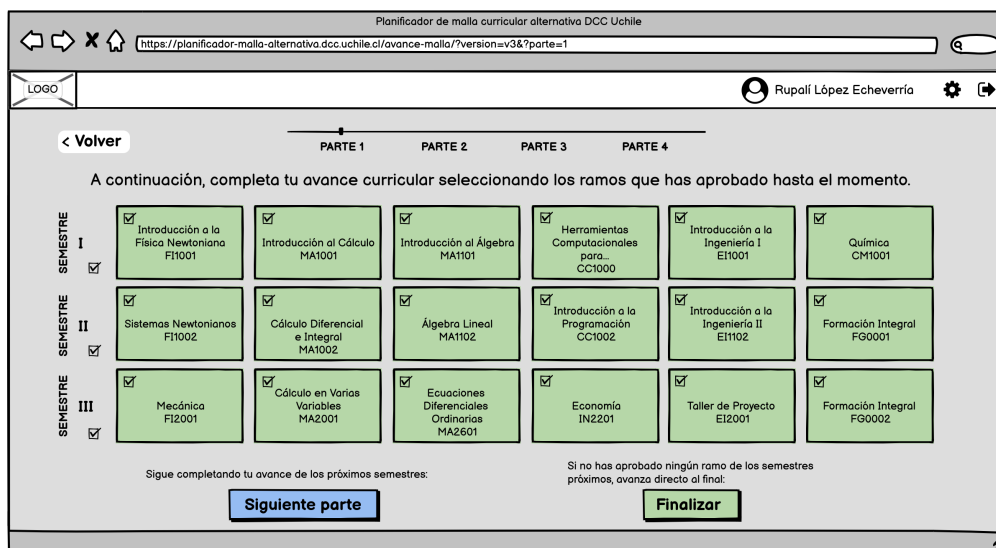 Planificador de malla curricular alternativa DCC Uchile
https://planificador-malla-alternativa.dcc.uchile.cl/avance-malla/?version=v3&?parte=1
LOGO
Rupalí López Echeverría
< Volver
PARTE 1
PARTE 2
PARTE 3
PARTE 4
A continuación, completa tu avance curricular seleccionando los ramos que has aprobado hasta el momento.
SEMESTRE
I
Introducción a la
Física Newtoniana
FI1001
Introducción al Cálculo
MA1001
Introducción al Álgebra
MA1101
Herramientas
Computacionales
para...
CC1000
Introducción a la
Ingeniería I
EI1001
Química
CM1001
SEMESTRE
II
Sistemas Newtonianos
FI1002
Cálculo Diferencial
e Integral
MA1002
Álgebra Lineal
MA1102
Introducción a la
Programación
CC1002
Introducción a la
Ingeniería II
EI1102
Formación Integral
FG0001
SEMESTRE
III
Mecánica
FI2001
Cálculo en Varias
Variables
MA2001
Ecuaciones
Diferenciales
Ordinarias
MA2601
Economía
IN2201
Taller de Proyecto
EI2001
Formación Integral
FG0002
Sigue completando tu avance de los próximos semestres:
Siguiente parte
Si no has aprobado ningún ramo de los semestres
próximos, avanza directo al final:
Finalizar